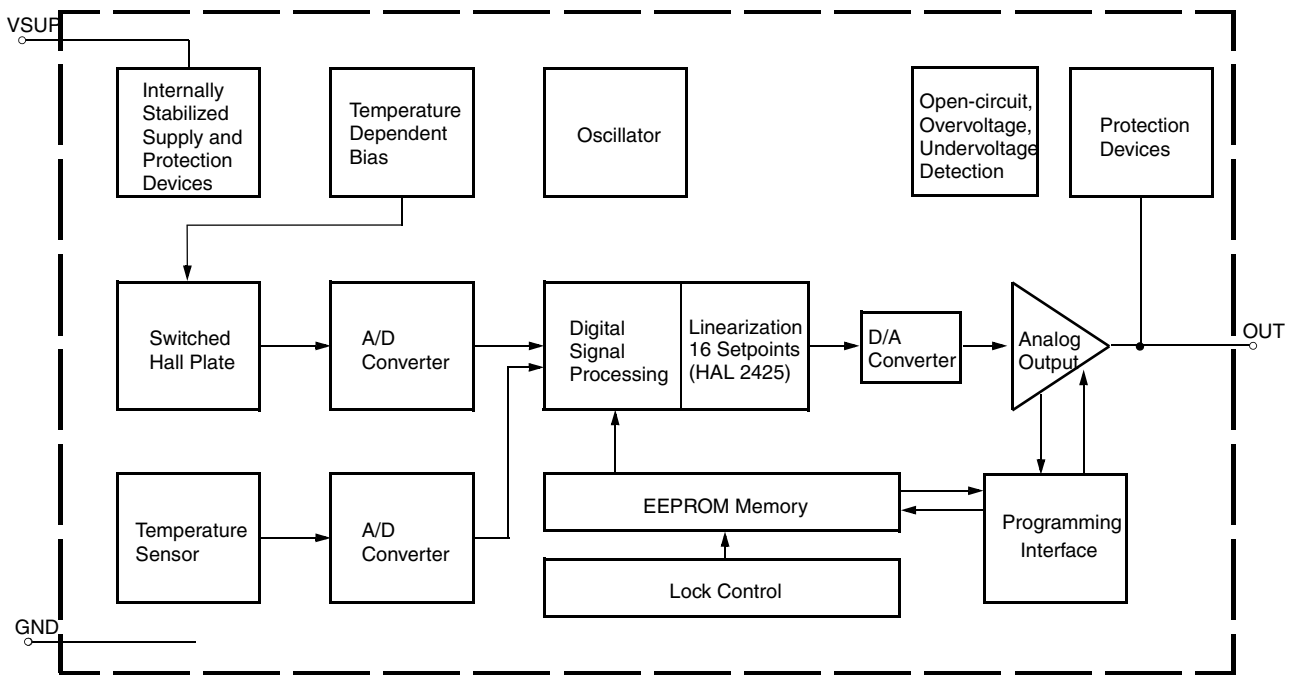 VSUP
Internally
Stabilized
Supply and
Protection
Devices
Temperature
Dependent
Bias
Oscillator
Open-circuit,
Overvoltage,
Undervoltage
Detection
Protection
Devices
Switched
Hall Plate
A/D
Converter
Digital
Signal
Processing
Linearization
16 Setpoints
(HAL 2425)
D/A
Converter
Analog
Output
OUT
Temperature
Sensor
A/D
Converter
EEPROM Memory
Lock Control
Programming
Interface
GND